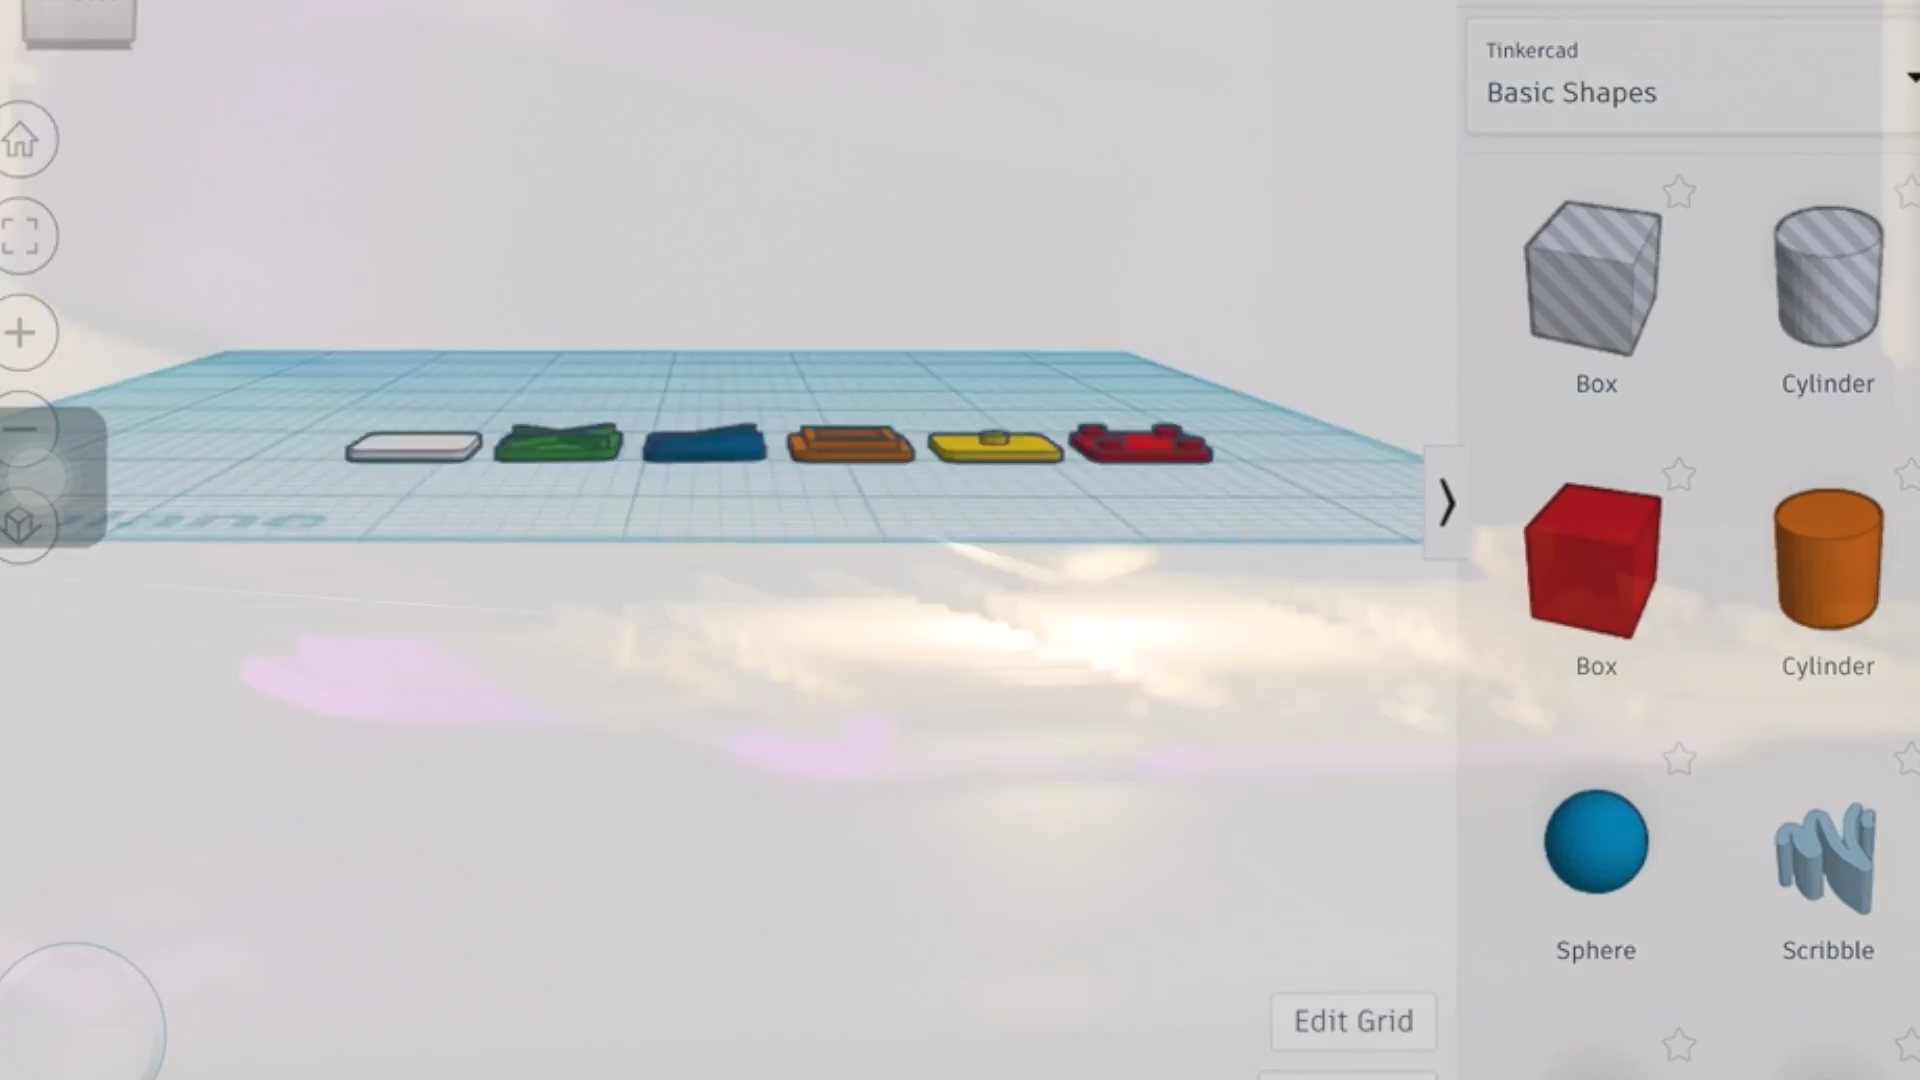 Tinkercad
Basic Shapes
Box
Cylinder
Box
Cylinder
Sphere
Scribble
Edit Grid